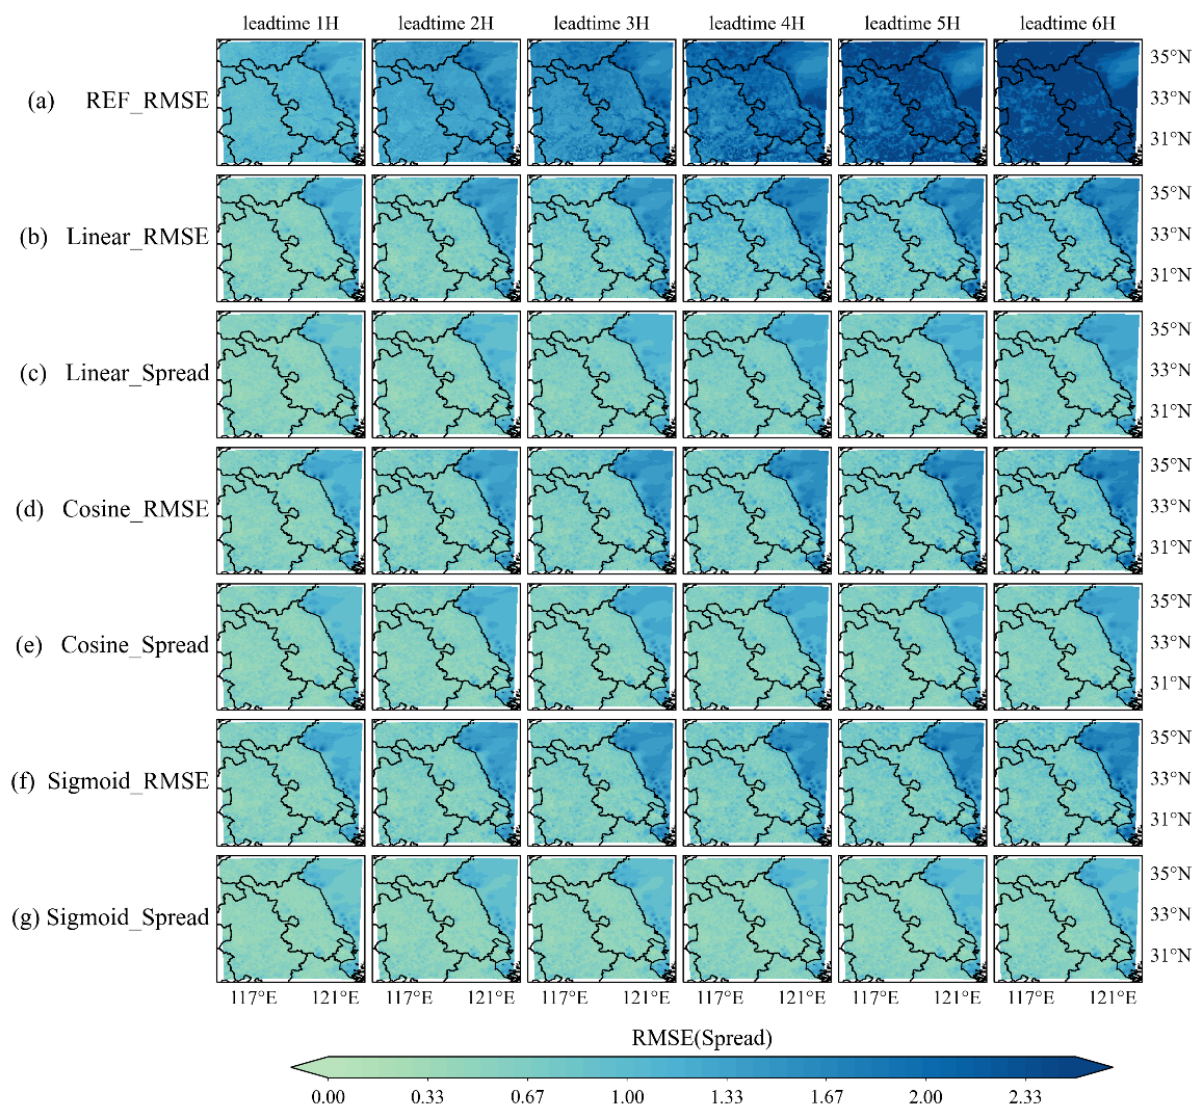 leadtime 1H leadtime 2H leadtime 3H leadtime 4H leadtime 5H leadtime 6H
(a) REF_RMSE 35°N 33°N 31°N
(b) Linear_RMSE 35°N 33°N 31°N
(c) Linear_Spread 35°N 33°N 31°N
(d) Cosine_RMSE 35°N 33°N 31°N
(e) Cosine_Spread 35°N 33°N 31°N
(f) Sigmoid_RMSE 35°N 33°N 31°N
(g) Sigmoid_Spread 35°N 33°N 31°N
117°E 121°E 117°E 121°E 117°E 121°E 117°E 121°E 117°E 121°E 117°E 121°E
RMSE(Spread)
0.00 0.33 0.67 1.00 1.33 1.67 2.00 2.33